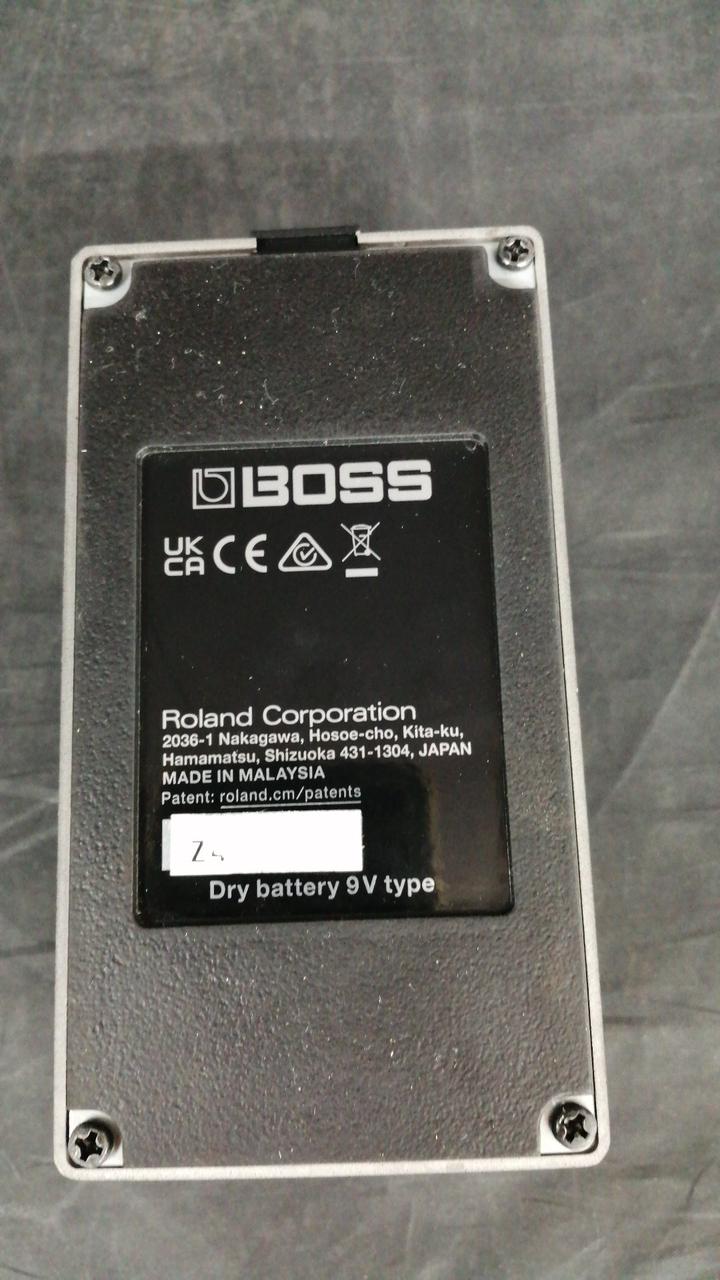 BOSS
UK
CA CE
Roland Corporation
2036-1 Nakagawa, Hosoe-cho, Kita-ku,
Hamamatsu, Shizuoka 431-1304, JAPAN
MADE IN MALAYSIA
Patent: roland.cm/patents
Dry battery 9V type